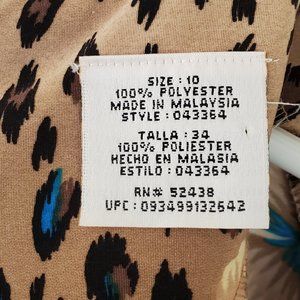 SIZE : 10
100% POLYESTER
MADE IN MALAYSIA
STYLE : 043364
TALLA : 34
100% POLIESTER
HECHO EN MALASIA
ESTILO : 043364
RN# 52438
UPC : 093499132642